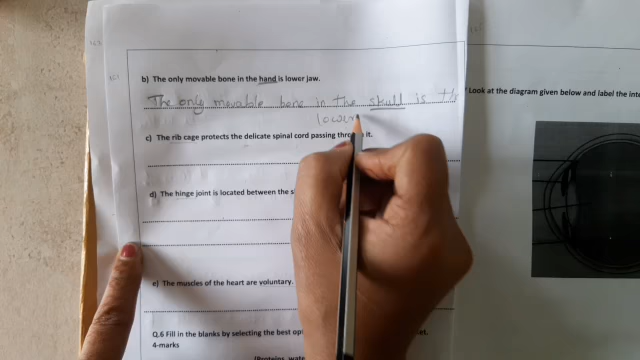 b) The only movable bone in the hand is lower jaw.
The only movable bone in the skull is the
lower
c) The rib cage protects the delicate spinal cord passing through it.
d) The hinge joint is located between the
e) The muscles of the heart are voluntary.
Q.6 Fill in the blanks by selecting the best
4-marks
(Proteins, water
Look at the diagram given below and label the